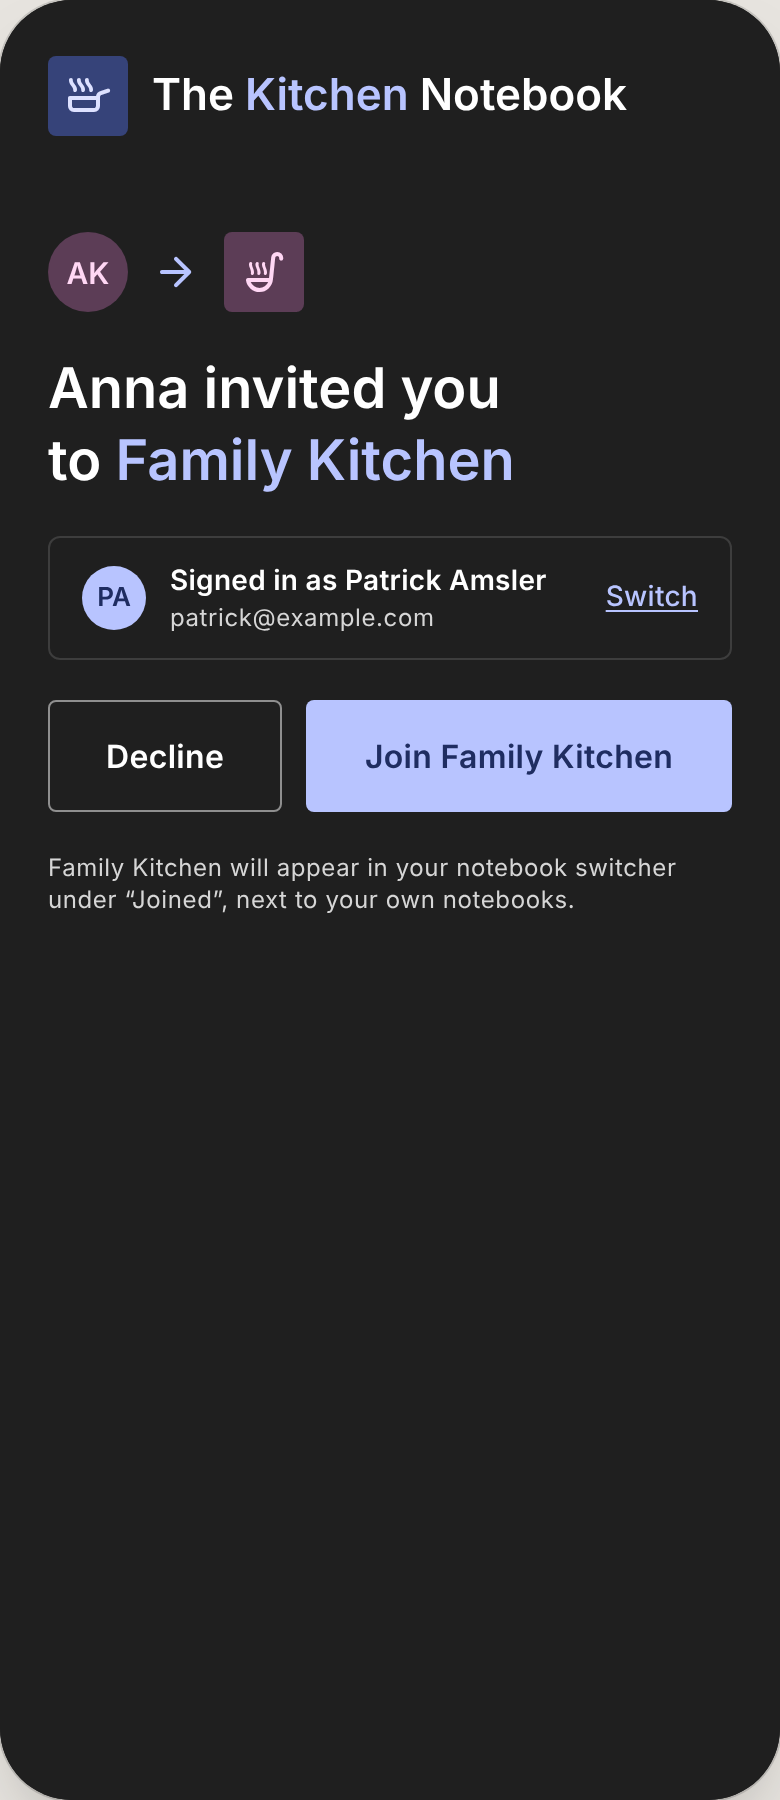 The Kitchen Notebook
AK
Anna invited you
to Family Kitchen
PA
Signed in as Patrick Amsler
patrick@example.com
Switch
Decline
Join Family Kitchen
Family Kitchen will appear in your notebook switcher
under “Joined”, next to your own notebooks.